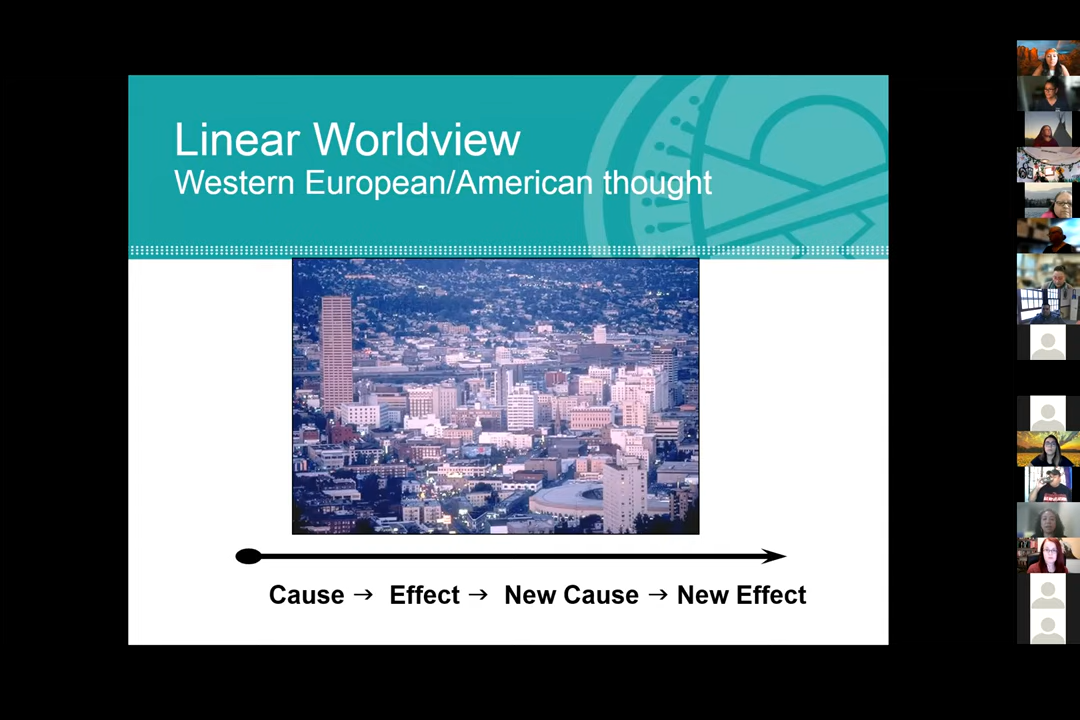 Linear Worldview
Western European/American thought
Cause → Effect → New Cause → New Effect